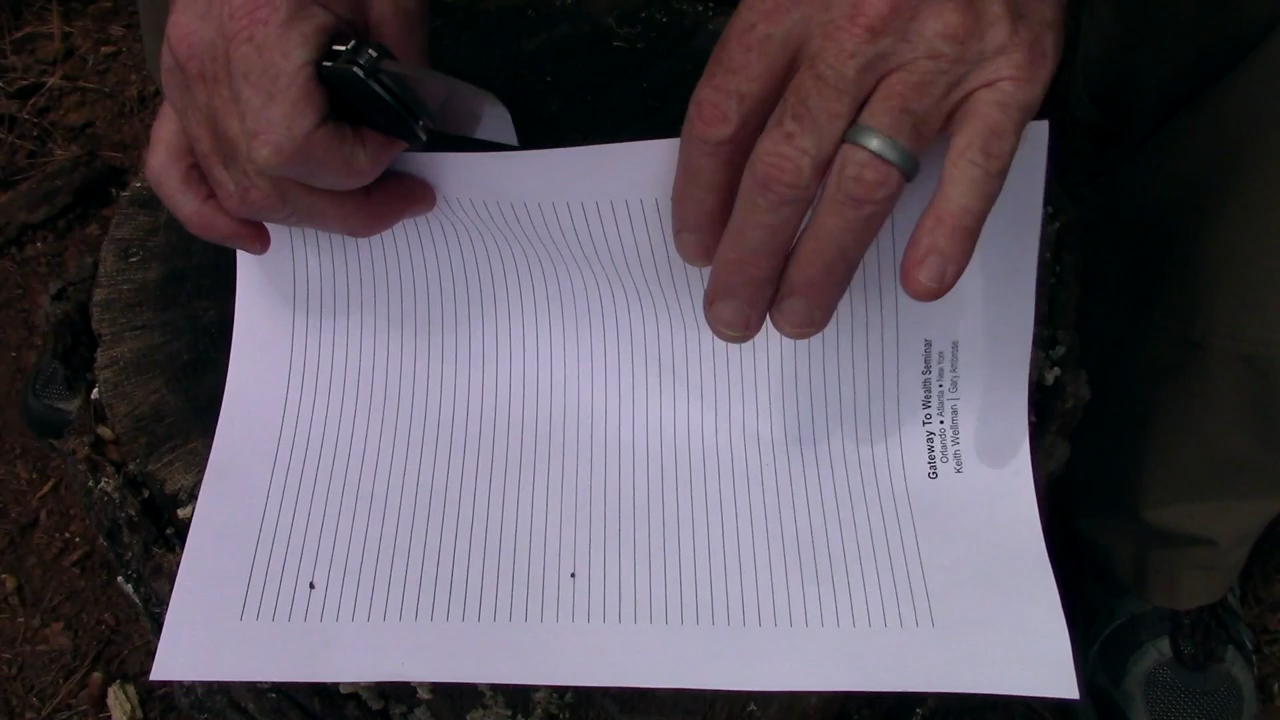 Gateway To Wealth Seminar
Orlando • Atlanta • New York
Keith Wellman | Gary Ambrose